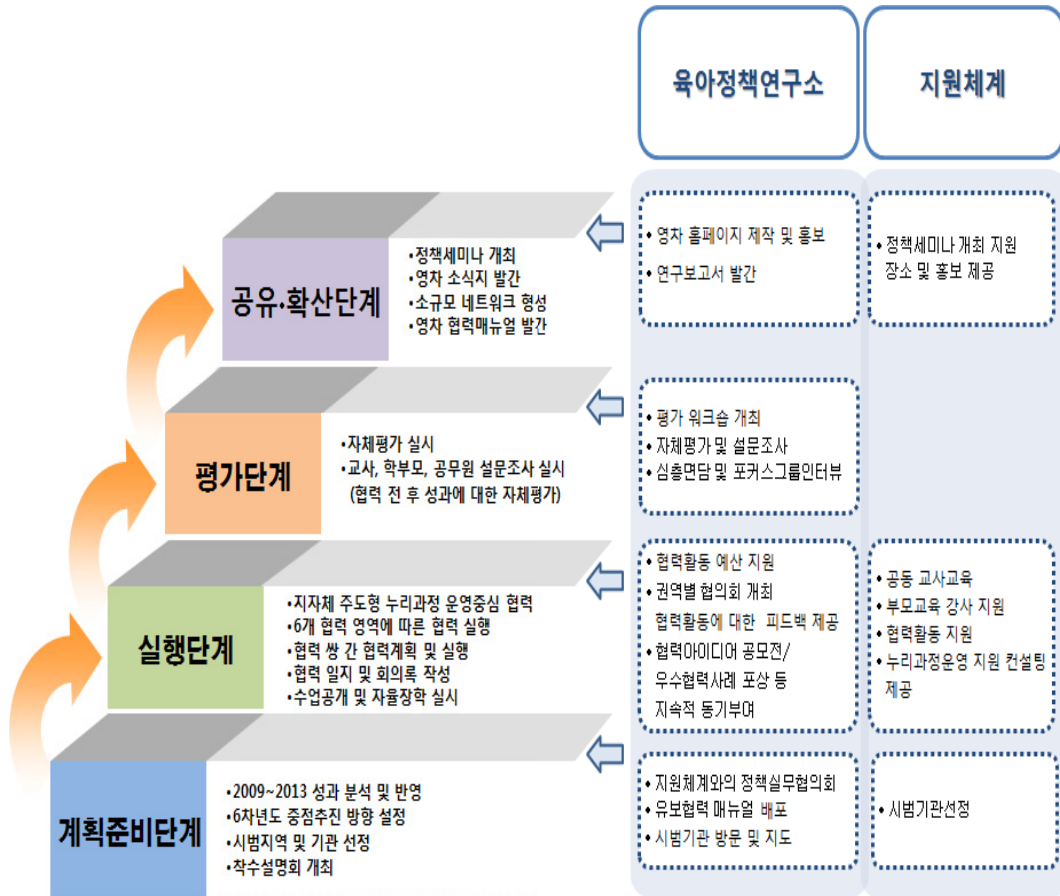 육아정책연구소
지원체계
공유·확산단계
•정책세미나 개최
•영차 소식지 발간
•소규모 네트워크 형성
•영차 협력매뉴얼 발간
• 영차 홈페이지 제작 및 홍보
• 연구보고서 발간
• 정책세미나 개최 지원
장소 및 홍보 제공
평가단계
•자체평가 실시
•교사, 학부모, 공무원 설문조사 실시
(협력 전 후 성과에 대한 자체평가)
• 평가 워크숍 개최
• 자체평가 및 설문조사
• 심층면담 및 포커스그룹인터뷰
실행단계
•지자체 주도형 누리과정 운영중심 협력
•6개 협력 영역에 따른 협력 실행
•협력 쌍 간 협력계획 및 실행
•협력 일지 및 회의록 작성
•수업공개 및 자율장학 실시
• 협력활동 예산 지원
• 권역별 협의회 개최
협력활동에 대한 피드백 제공
• 협력아이디어 공모전/
우수협력사례 포상 등
지속적 동기부여
• 공동 교사교육
• 부모교육 강사 지원
• 협력활동 지원
• 누리과정운영 지원 컨설팅
제공
계획준비단계
•2009~2013 성과 분석 및 반영
•6차년도 중점추진 방향 설정
•시범지역 및 기관 선정
•착수설명회 개최
• 지원체계와의 정책실무협의회
• 유보협력 매뉴얼 배포
• 시범기관 방문 및 지도
• 시범기관선정